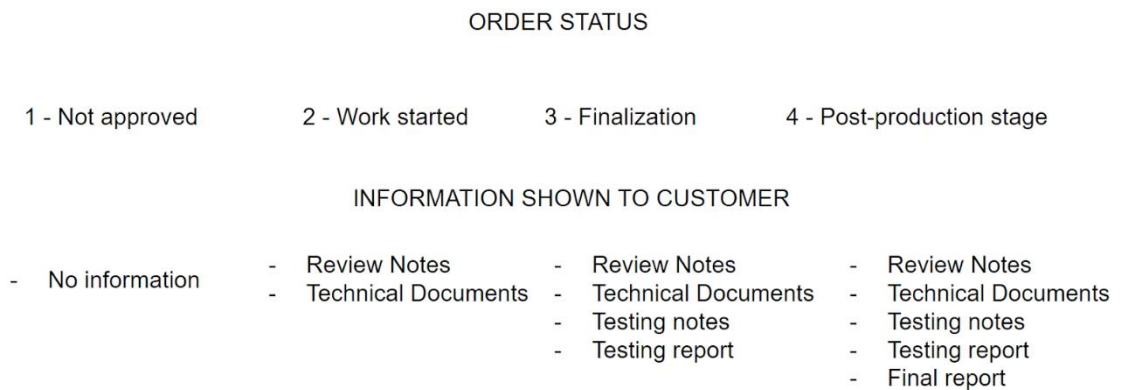 ORDER STATUS
1 - Not approved 2 - Work started 3 - Finalization 4 - Post-production stage
INFORMATION SHOWN TO CUSTOMER
- No information
- Review Notes
- Technical Documents
- Review Notes
- Technical Documents
- Testing notes
- Testing report
- Review Notes
- Technical Documents
- Testing notes
- Testing report
- Final report